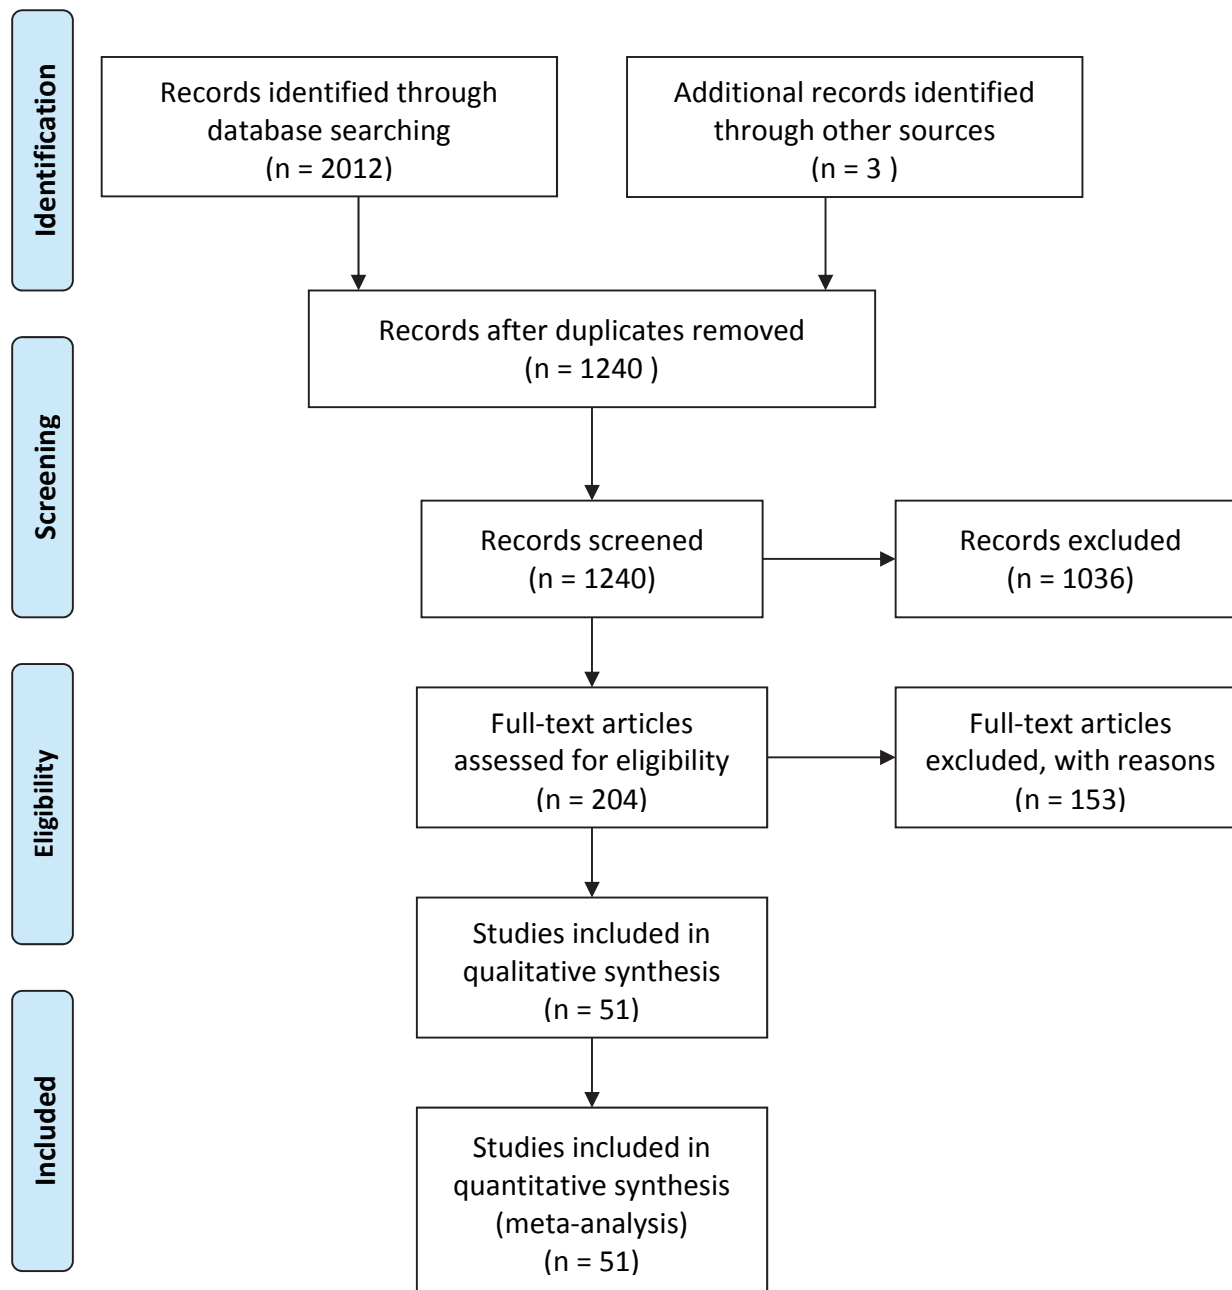 Identification
Records identified through
database searching
(n = 2012)
Additional records identified
through other sources
(n = 3 )
Records after duplicates removed
(n = 1240 )
Screening
Records screened
(n = 1240)
Records excluded
(n = 1036)
Eligibility
Full-text articles
assessed for eligibility
(n = 204)
Full-text articles
excluded, with reasons
(n = 153)
Studies included in
qualitative synthesis
(n = 51)
Included
Studies included in
quantitative synthesis
(meta-analysis)
(n = 51)